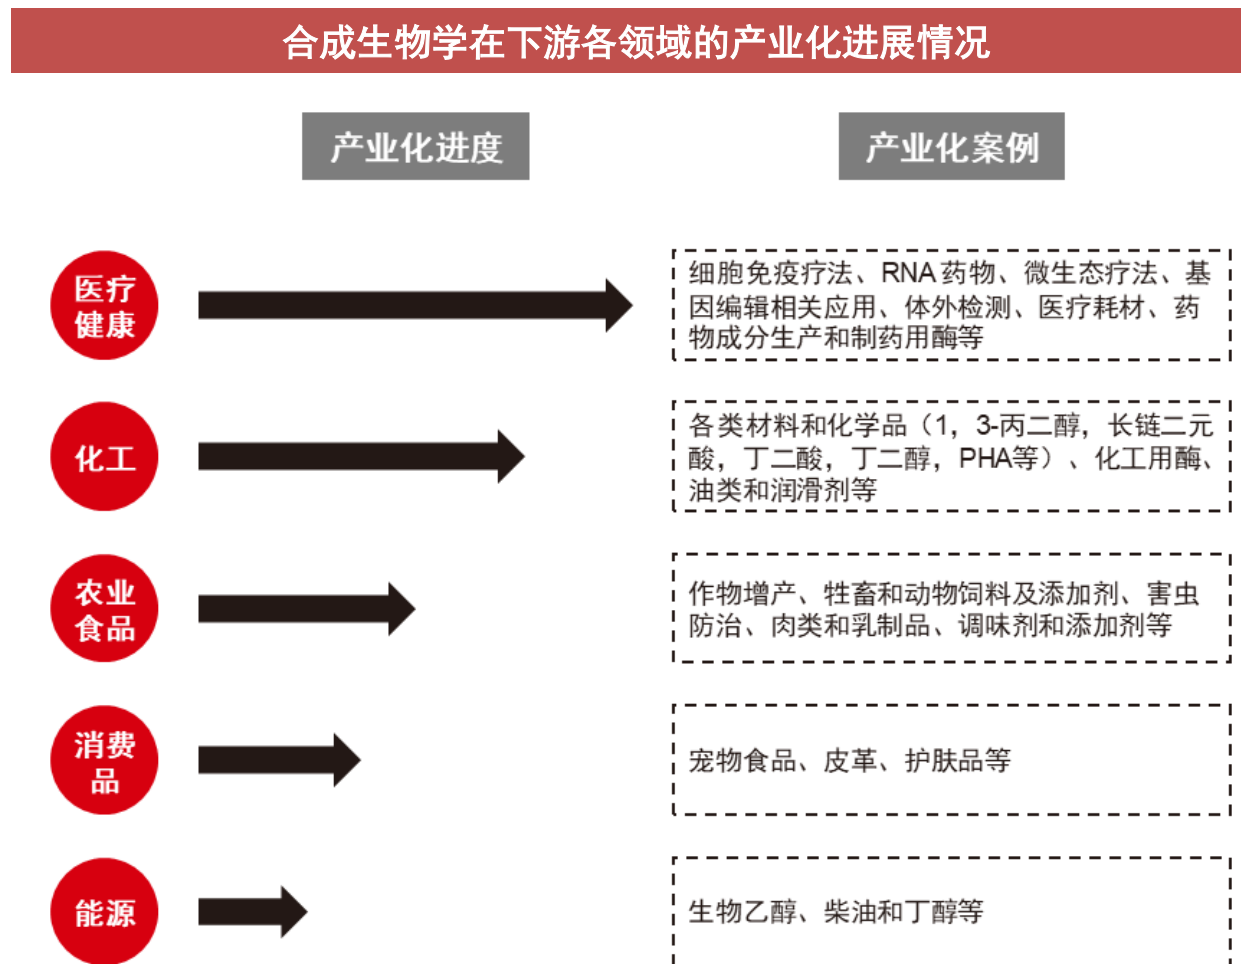 合成生物学在下游各领域的产业化进展情况
产业化进度
产业化案例
医疗
健康
细胞免疫疗法、RNA 药物、微生态疗法、基
因编辑相关应用、体外检测、医疗耗材、药
物成分生产和制药用酶等
化工
各类材料和化学品（1，3-丙二醇，长链二元
酸，丁二酸，丁二醇，PHA等）、化工用酶、
油类和润滑剂等
农业
食品
作物增产、牲畜和动物饲料及添加剂、害虫
防治、肉类和乳制品、调味剂和添加剂等
消费
品
宠物食品、皮革、护肤品等
能源
生物乙醇、柴油和丁醇等